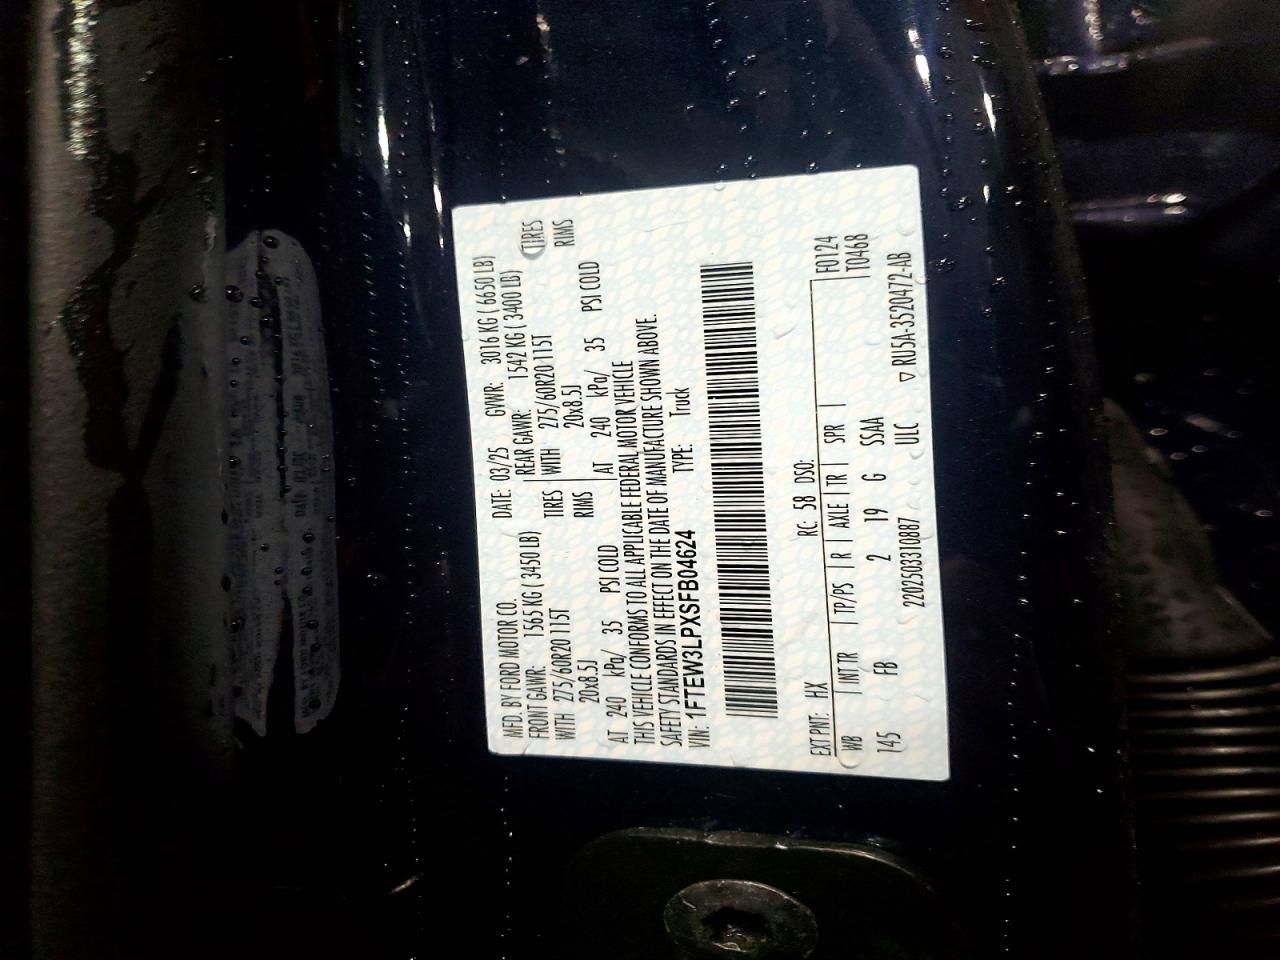 MFD. BY FORD MOTOR CO. DATE: 03/25 GVWR: 3016 KG ( 6650 LB)
FRONT GAWR: 1565 KG ( 3450 LB) REAR GAWR: 1542 KG ( 3400 LB)
WITH 275/60R20 115T TIRES WITH 275/60R20 115T TIRES
20x8.5J RIMS 20x8.5J RIMS
AT 240 kPa/ 35 PSI COLD AT 240 kPa/ 35 PSI COLD
THIS VEHICLE CONFORMS TO ALL APPLICABLE FEDERAL MOTOR VEHICLE
SAFETY STANDARDS IN EFFECT ON THE DATE OF MANUFACTURE SHOWN ABOVE.
VIN: 1FTEW3LPXSFB04624 TYPE: Truck
F0124
EXT PNT: HX RC: 58 DSO: T0468
WB INT TR TP/PS R AXLE TR SPR
145 FB 2 19 G SSAA
2202503310887 ULC ▽ RU5A-3520472-AB